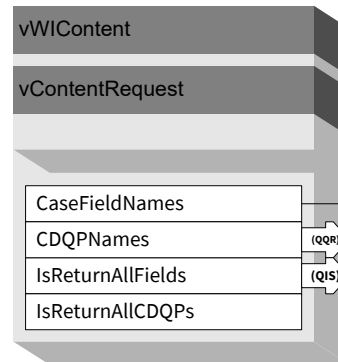 vWIContent
vContentRequest
CaseFieldNames
CDQPNames (QQR)
IsReturnAllFields (QIS)
IsReturnAllCDQPs